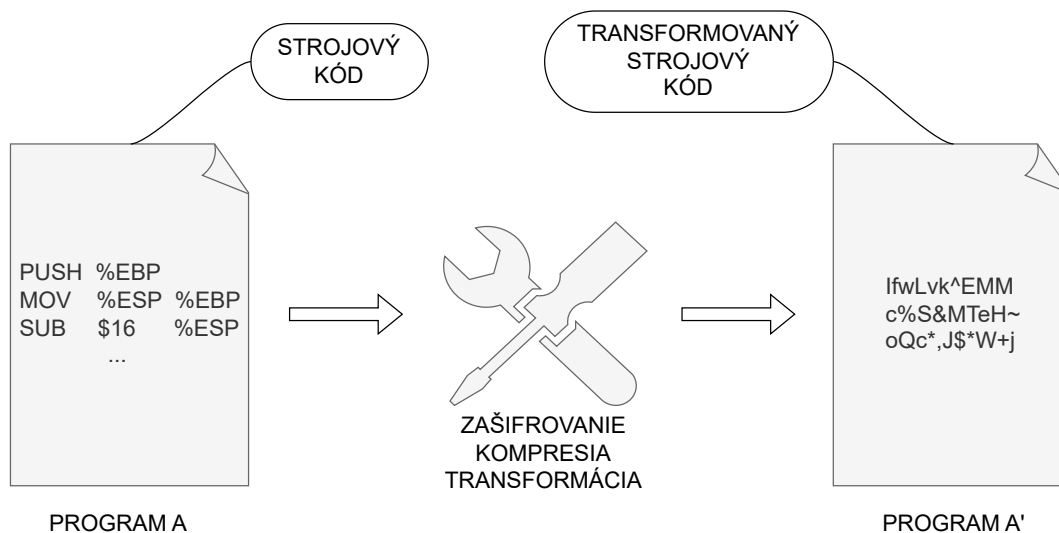 STROJOVÝ
KÓD
TRANSFORMOVANÝ
STROJOVÝ
KÓD
PUSH %EBP
MOV %ESP %EBP
SUB $16 %ESP
...
ZAŠIFROVANIE
KOMPRESIA
TRANSFORMÁCIA
IfwLvk^EMM
c%S&MTeH~
oQc*,J$*W+j
PROGRAM A
PROGRAM A'